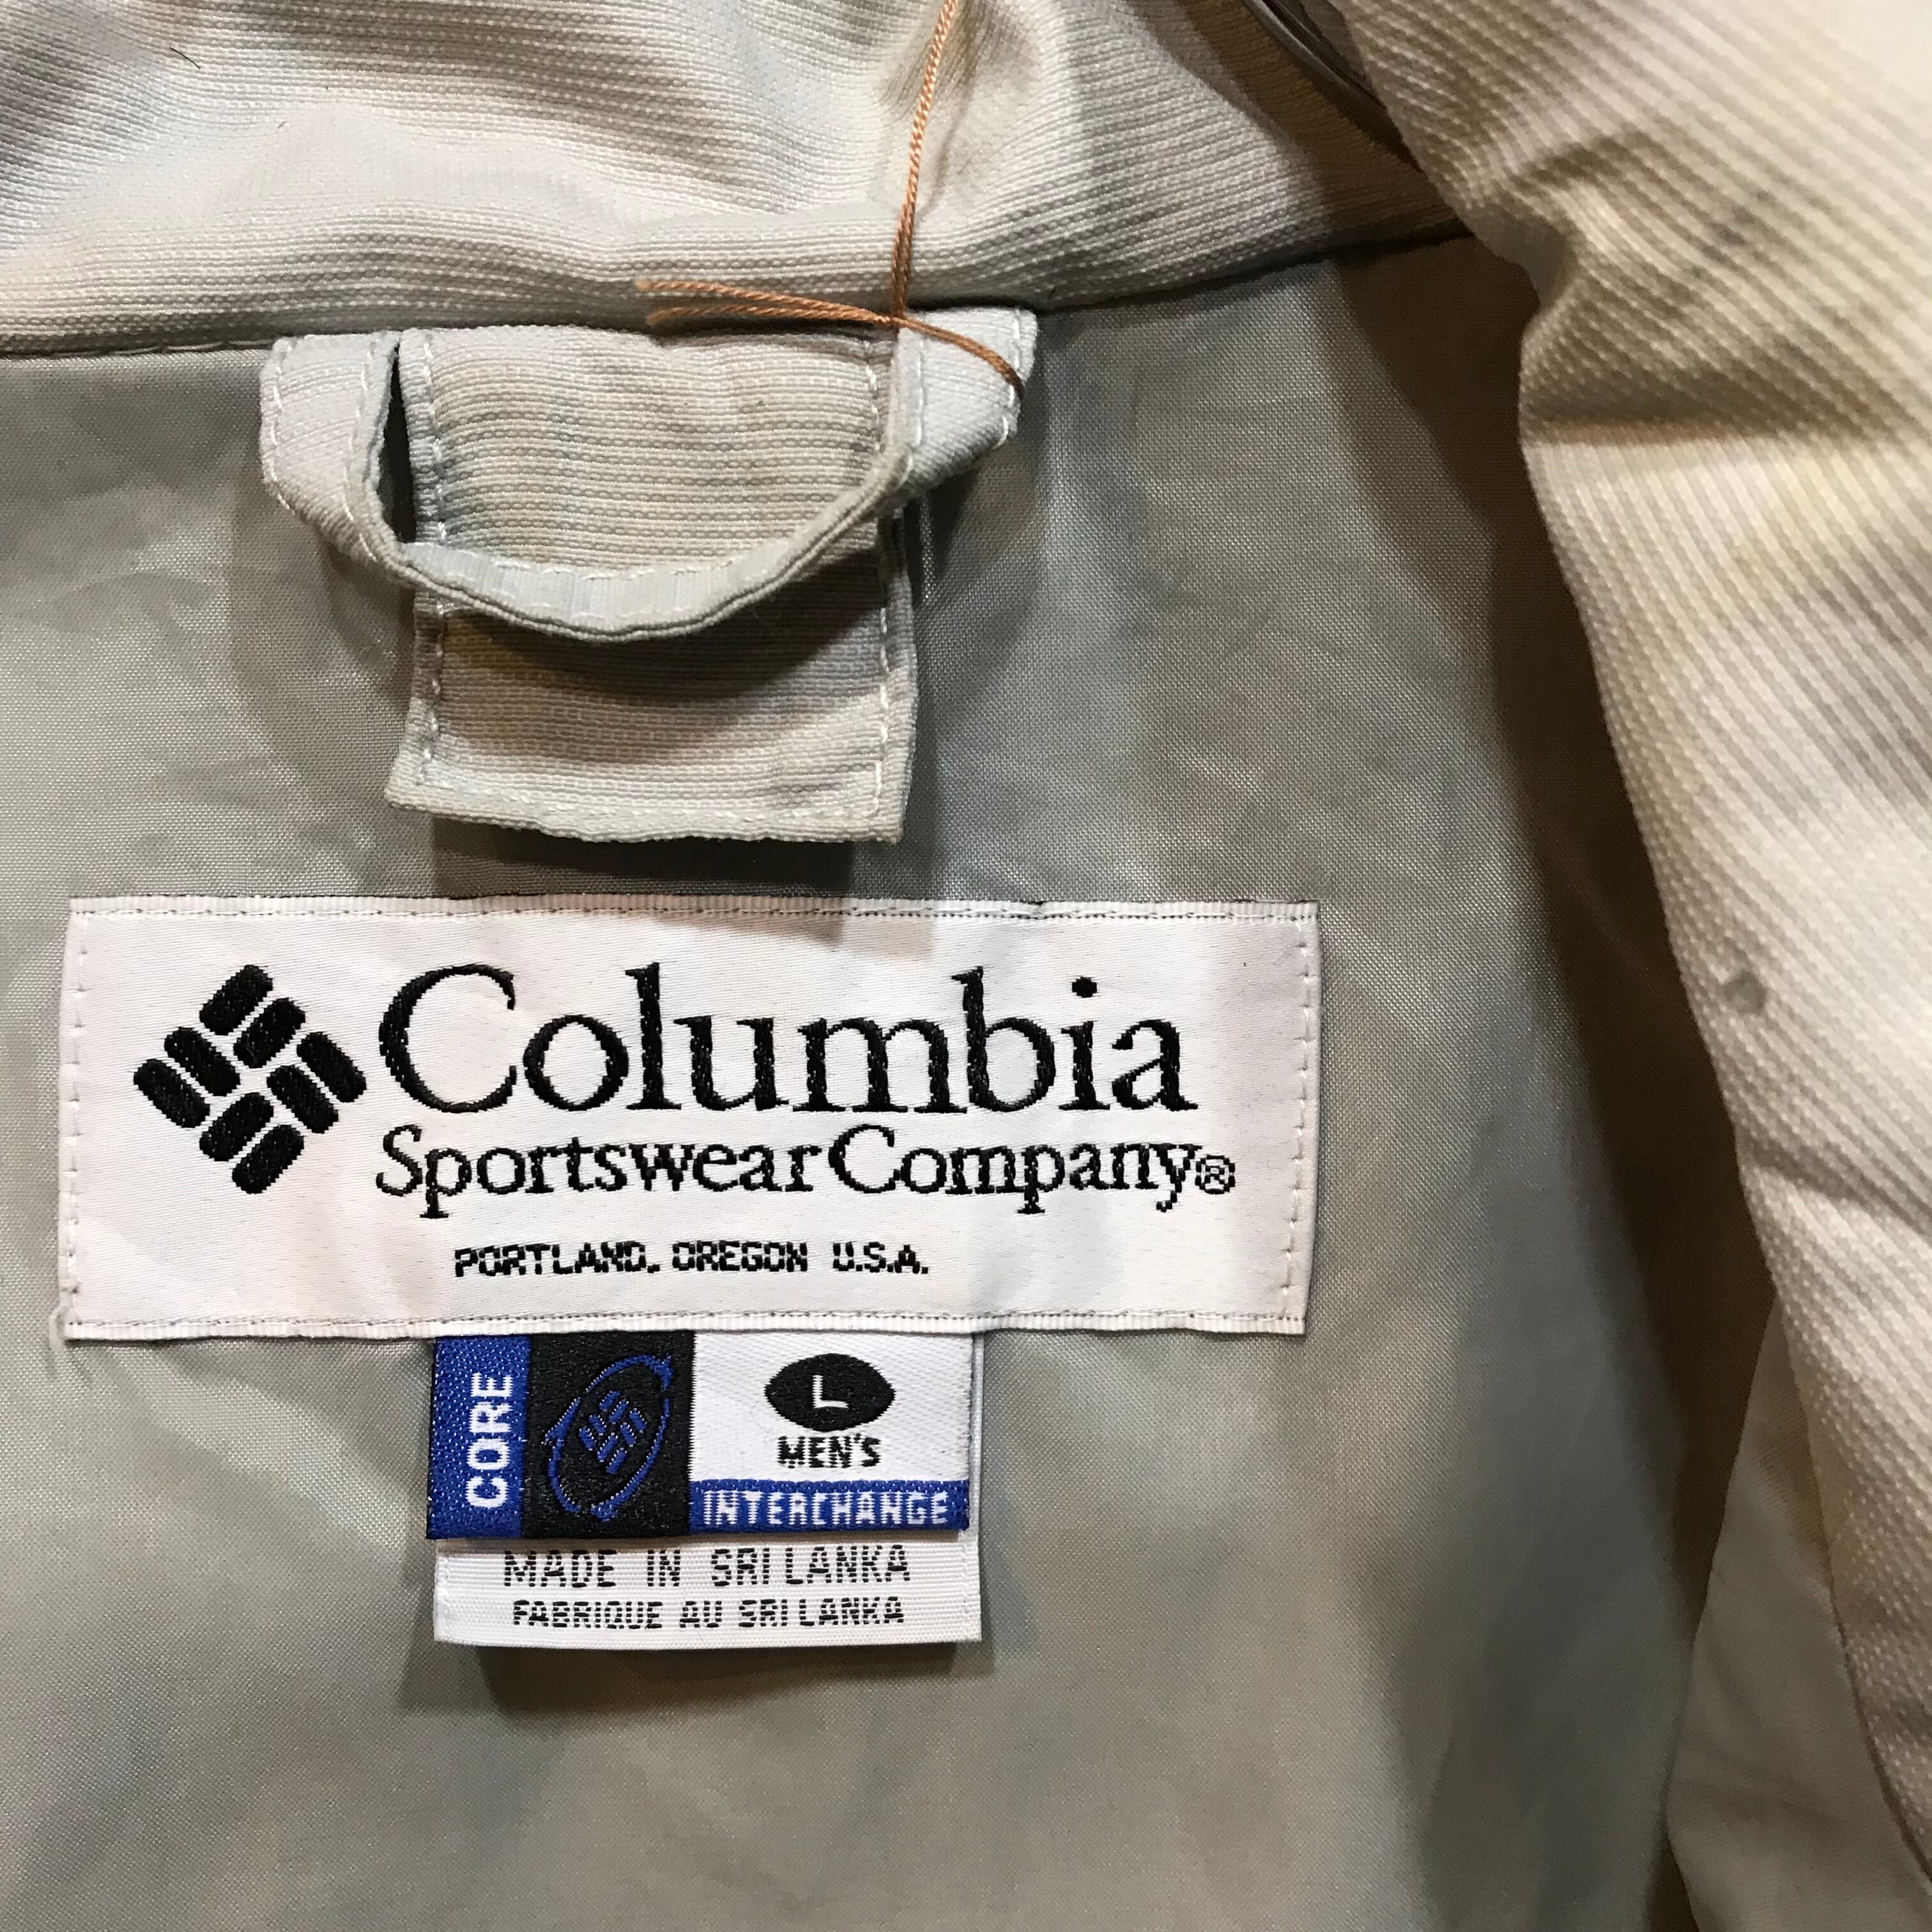 Columbia
Sportswear Company®
PORTLAND, OREGON U.S.A.
CORE
L
MEN'S
INTERCHANGE
MADE IN SRI LANKA
FABRIQUE AU SRI LANKA